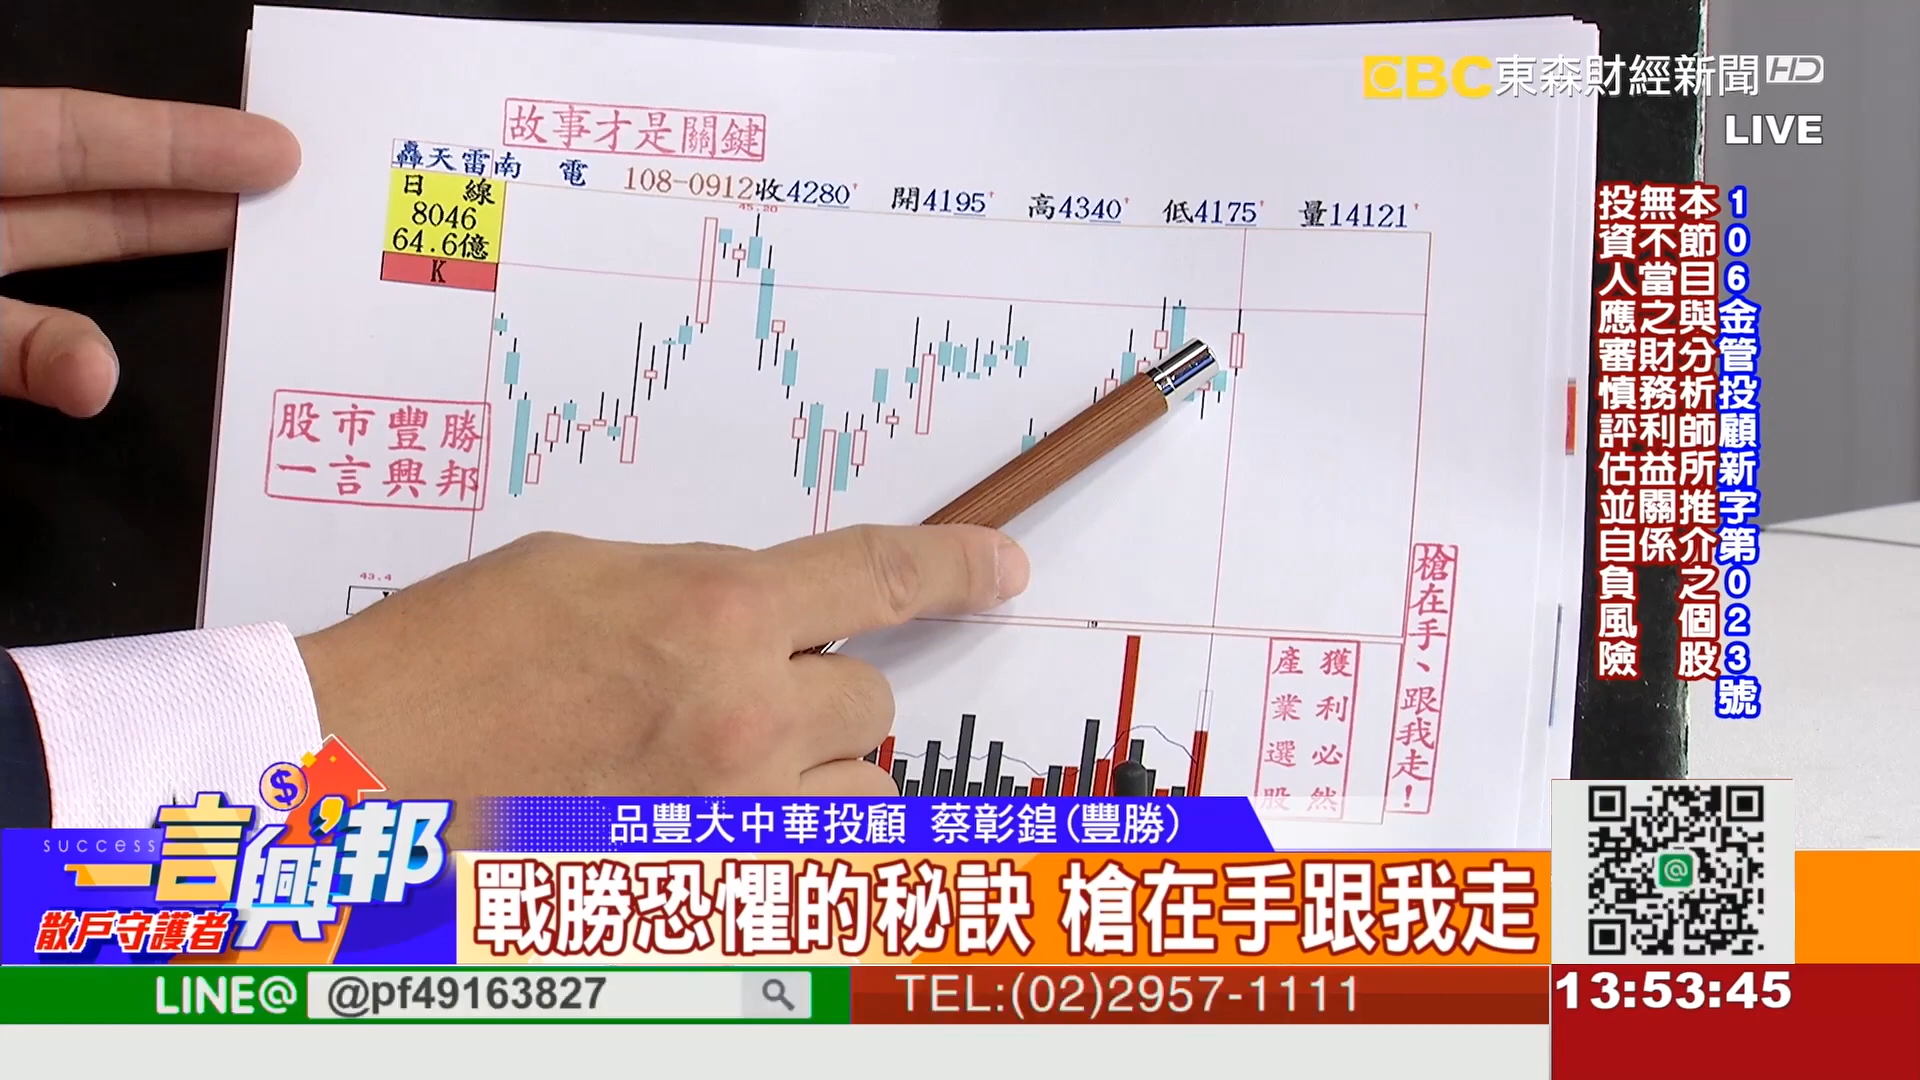 EBC東森財經新聞HD
LIVE
故事才是關鍵
轟天雷南 電 108-0912收4280 開4195 高4340 低4175 量14121
日 線
8046
64.6億
K
45.20
股市豐勝
一言興邦
43.4
9
槍在手、跟我走!
獲利必然
產業選股
106金管投顧新字第023號
本節目與分析師所推介之個股
無不當之財務利益關係
投資人應審慎評估並自負風險
success
一言興邦
散戶守護者
品豐大中華投顧 蔡彰鍠(豐勝)
戰勝恐懼的秘訣 槍在手跟我走
LINE@ @pf49163827
TEL:(02)2957-1111
13:53:45